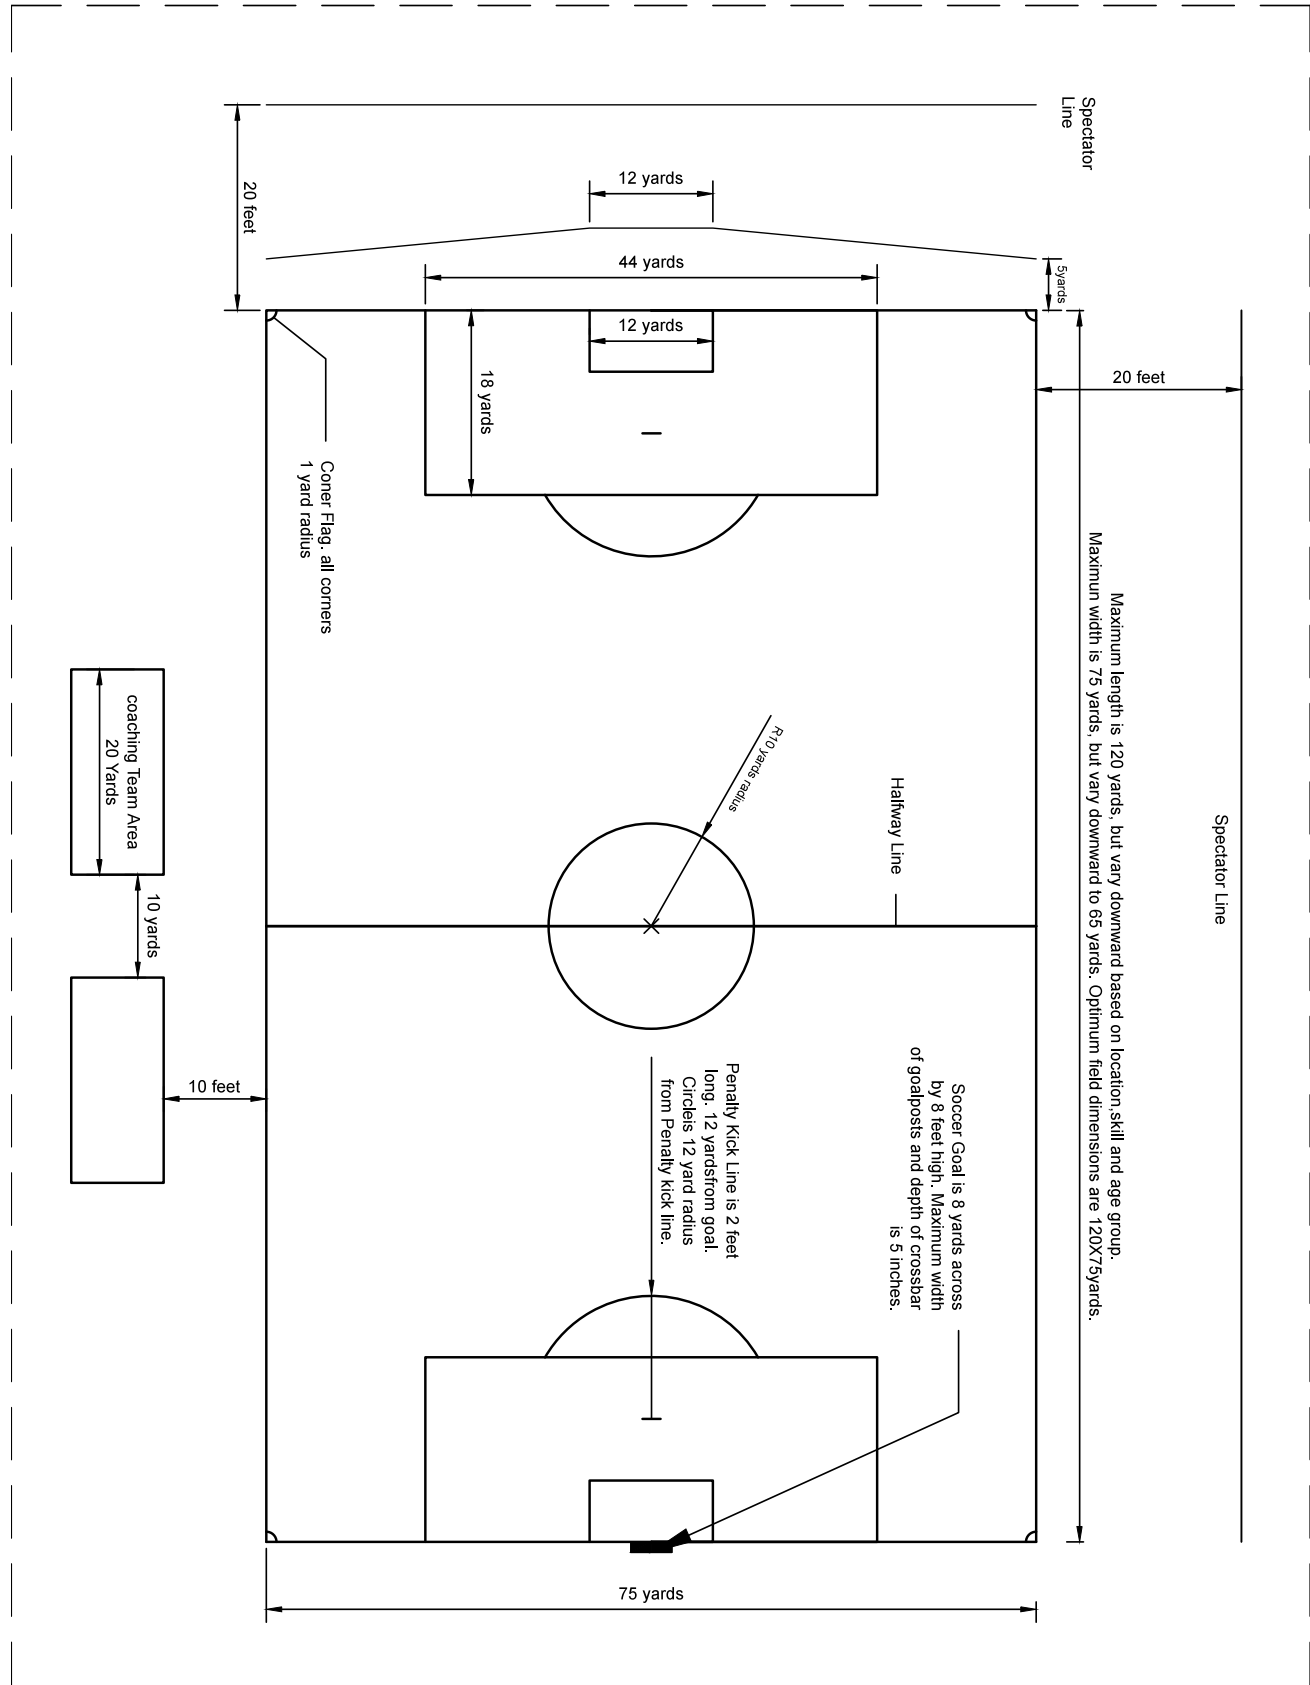 Spectator
Line
20 feet
12 yards
44 yards
5yards
12 yards
18 yards
20 feet
Coner Flag. all corners
1 yard radius
Maximum length is 120 yards, but vary downward based on location,skill and age group.
Maximun width is 75 yards, but vary downward to 65 yards. Optimum field dimensions are 120X75yards.
Spectator Line
coaching Team Area
20 Yards
R10 yards radius
Halfway Line
10 yards
10 feet
Penalty Kick Line is 2 feet
long. 12 yardsfrom goal.
Circleis 12 yard radius
from Penalty kick line.
Soccer Goal is 8 yards across
by 8 feet high. Maximum width
of goalposts and depth of crossbar
is 5 inches.
75 yards